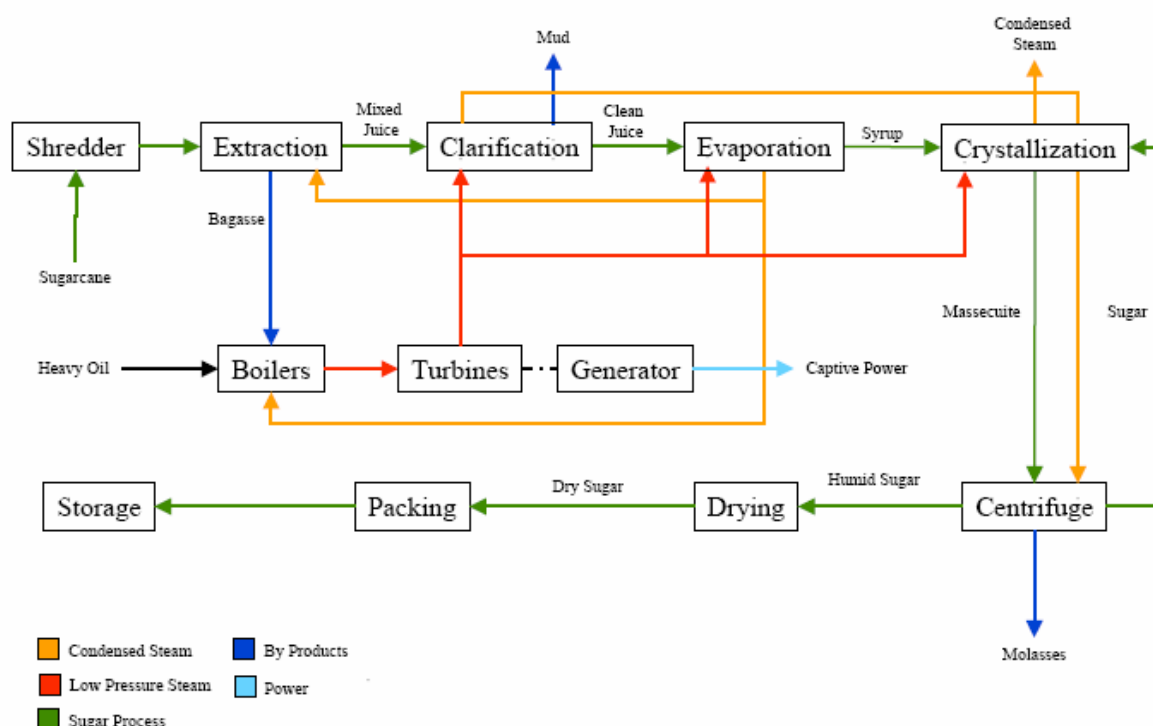 Condensed
Steam
Mud
Mixed
Juice
Clean
Juice
Syrup
Shredder
Extraction
Clarification
Evaporation
Crystallization
Bagasse
Sugarcane
Massecuite
Sugar
Heavy Oil
Boilers
Turbines
Generator
Captive Power
Storage
Packing
Dry Sugar
Drying
Humid Sugar
Centrifuge
Molasses
Condensed Steam
By Products
Low Pressure Steam
Power
Sugar Process